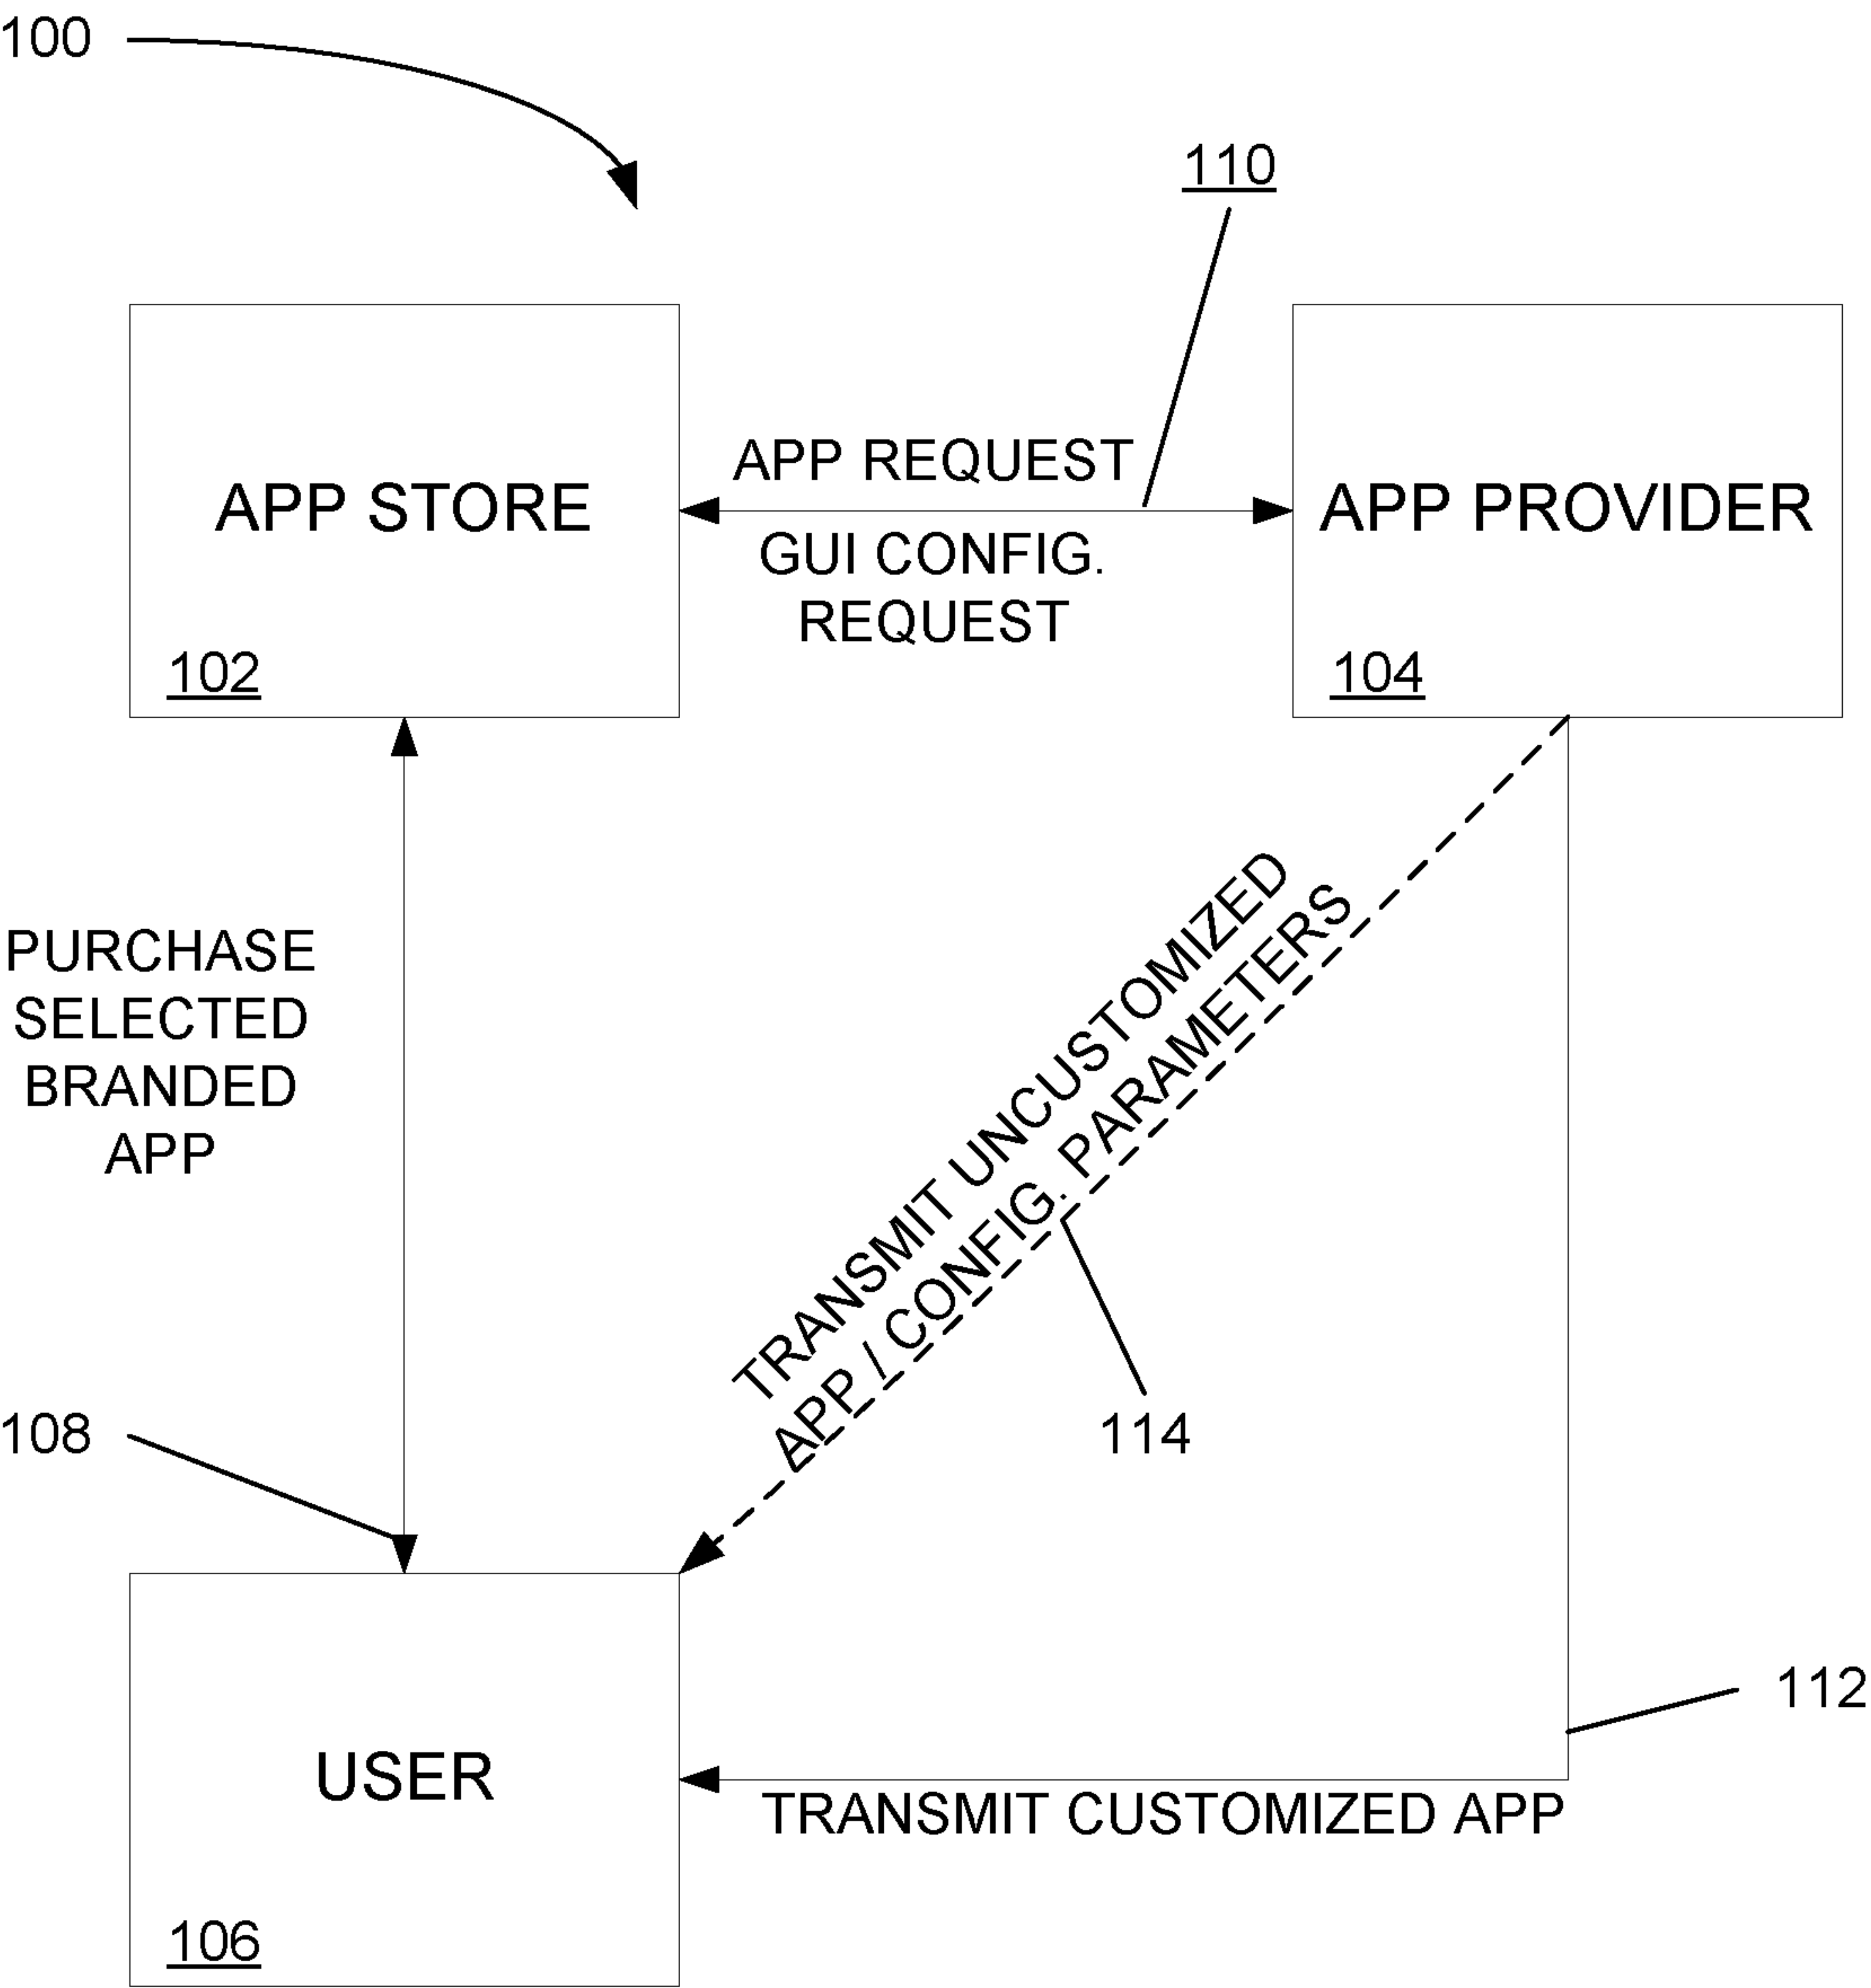 100
110
APP STORE
102
APP REQUEST
GUI CONFIG.
REQUEST
APP PROVIDER
104
PURCHASE
SELECTED
BRANDED
APP
TRANSMIT UNCUSTOMIZED
APP / CONFIG. PARAMETERS
108
114
112
USER
106
TRANSMIT CUSTOMIZED APP